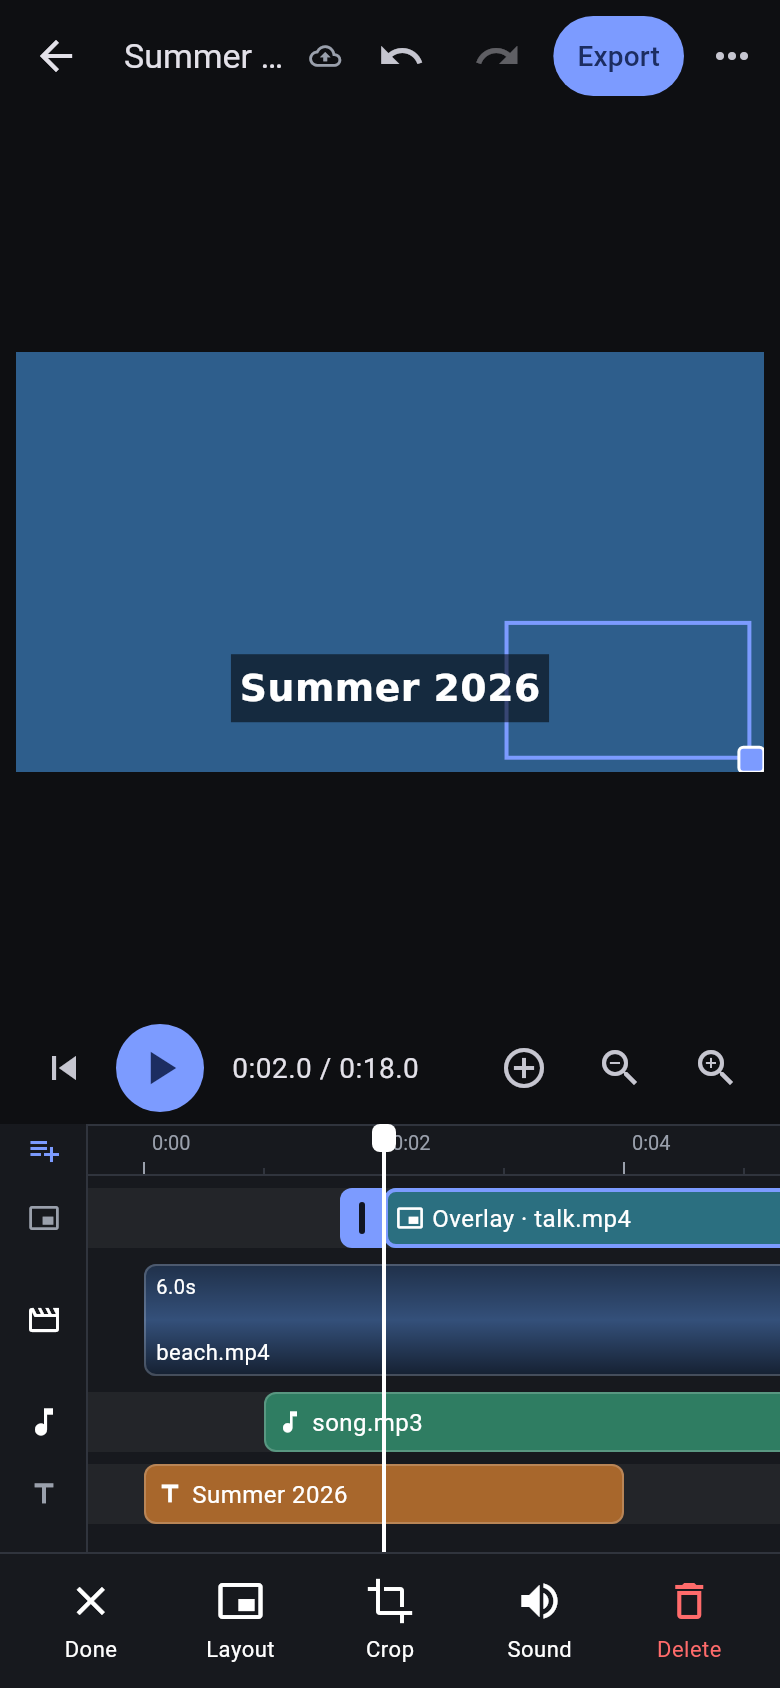 Summer ...
Export
Summer 2026
0:02.0 / 0:18.0
0:00
0:02
0:04
Overlay · talk.mp4
6.0s
beach.mp4
song.mp3
Summer 2026
Done
Layout
Crop
Sound
Delete